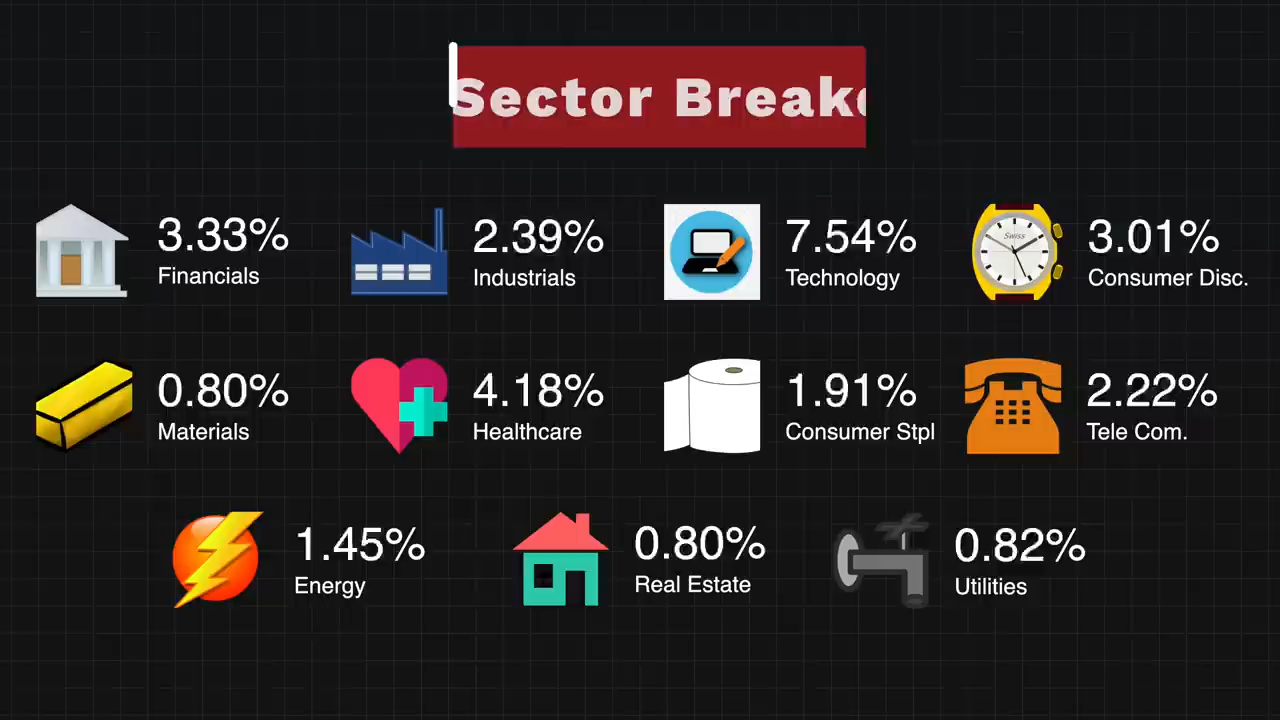 Sector Break
3.33%
Financials
2.39%
Industrials
7.54%
Technology
Swiss
3.01%
Consumer Disc.
0.80%
Materials
4.18%
Healthcare
1.91%
Consumer Stpl
2.22%
Tele Com.
1.45%
Energy
0.80%
Real Estate
0.82%
Utilities